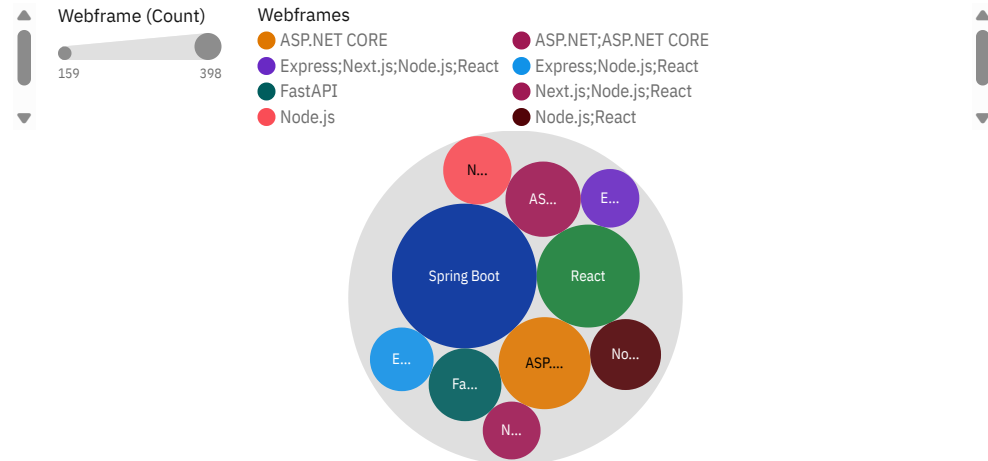 Webframe (Count)
159 398
Webframes
ASP.NET CORE
ASP.NET;ASP.NET CORE
Express;Next.js;Node.js;React
Express;Node.js;React
FastAPI
Next.js;Node.js;React
Node.js
Node.js;React
N...
AS...
E...
Spring Boot
React
E...
Fa...
ASP....
No...
N...